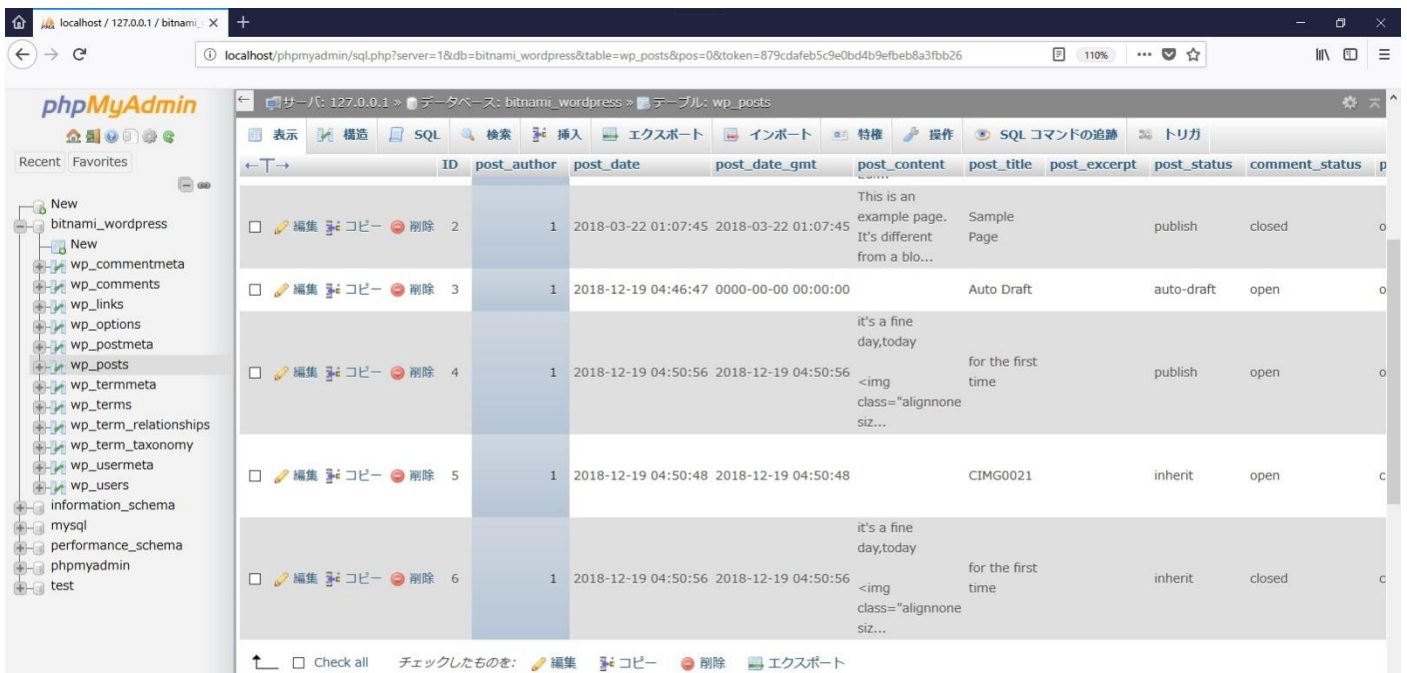 localhost / 127.0.0.1 / bitnami_
localhost/phpmyadmin/sql.php?server=1&db=bitnami_wordpress&table=wp_posts&pos=0&token=879cdafeb5c9e0bd4b9efbeb8a3fbb26
110%
phpMyAdmin
Recent Favorites
New
bitnami_wordpress
New
wp_commentmeta
wp_comments
wp_links
wp_options
wp_postmeta
wp_posts
wp_termmeta
wp_terms
wp_term_relationships
wp_term_taxonomy
wp_usermeta
wp_users
information_schema
mysql
performance_schema
phpmyadmin
test
サーバ: 127.0.0.1 » データベース: bitnami_wordpress » テーブル: wp_posts
表示 構造 SQL 検索 挿入 エクスポート インポート 特権 操作 SQL コマンドの追跡 トリガ
←T→ ID post_author post_date post_date_gmt post_content post_title post_excerpt post_status comment_status p
This is an
example page. Sample
編集 コピー 削除 2 1 2018-03-22 01:07:45 2018-03-22 01:07:45 publish closed o
It's different Page
from a blo...
編集 コピー 削除 3 1 2018-12-19 04:46:47 0000-00-00 00:00:00 Auto Draft auto-draft open o
it's a fine
day,today
for the first
編集 コピー 削除 4 1 2018-12-19 04:50:56 2018-12-19 04:50:56 publish open o
<img time
class="alignnone
siz...
編集 コピー 削除 5 1 2018-12-19 04:50:48 2018-12-19 04:50:48 CIMG0021 inherit open c
it's a fine
day,today
for the first
編集 コピー 削除 6 1 2018-12-19 04:50:56 2018-12-19 04:50:56 inherit closed c
<img time
class="alignnone
siz...
Check all チェックしたものを: 編集 コピー 削除 エクスポート